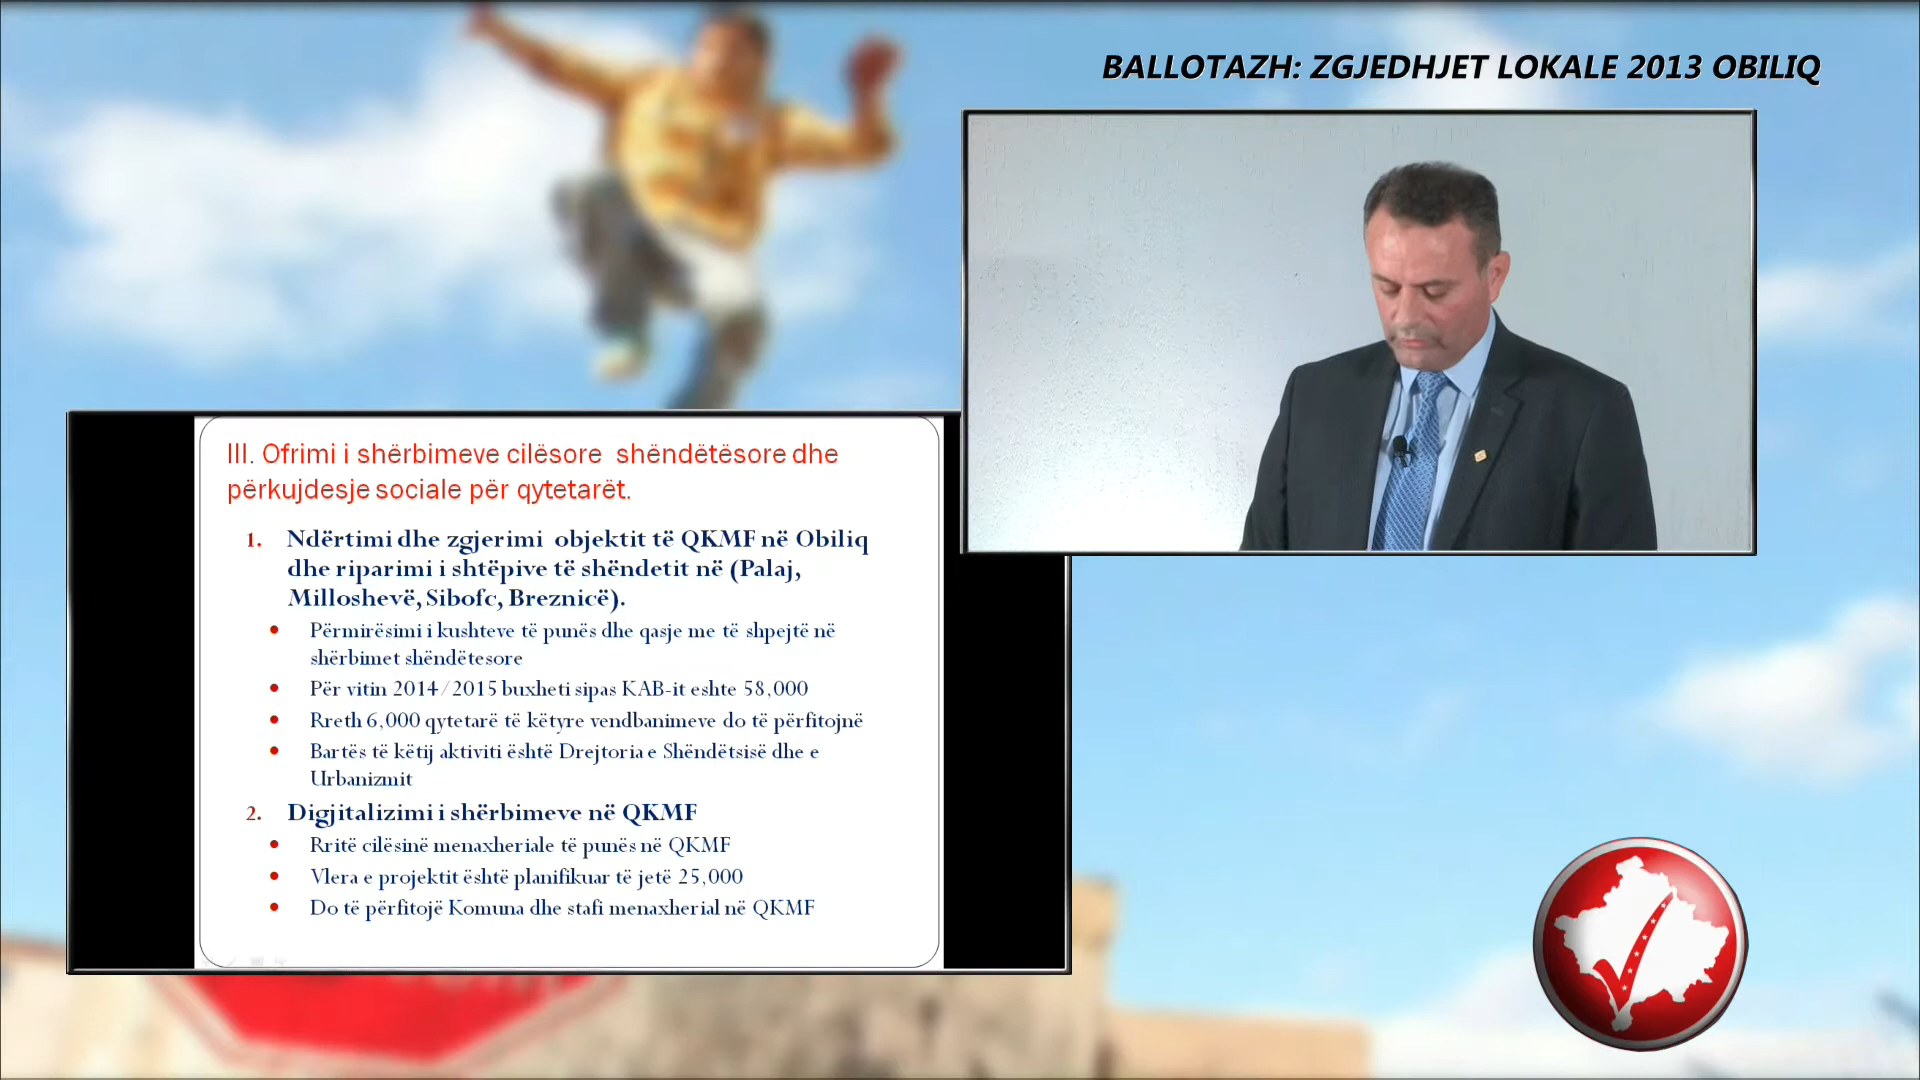 BALLOTAZH: ZGJEDHJET LOKALE 2013 OBILIQ
III. Ofrimi i shërbimeve cilësore shëndëtësore dhe
përkujdesje sociale për qytetarët.
1. Ndërtimi dhe zgjerimi objektit të QKMF në Obiliq
dhe riparimi i shtëpive të shëndetit në (Palaj,
Milloshevë, Sibofc, Breznicë).
• Përmirësimi i kushteve të punës dhe qasje me të shpejtë në
shërbimet shëndëtesore
• Për vitin 2014/2015 buxheti sipas KAB-it eshte 58,000
• Rreth 6,000 qytetarë të këtyre vendbanimeve do të përfitojnë
• Bartës të këtij aktiviti është Drejtoria e Shëndëtsisë dhe e
Urbanizmit
2. Digjitalizimi i shërbimeve në QKMF
• Rritë cilësinë menaxheriale të punës në QKMF
• Vlera e projektit është planifikuar të jetë 25,000
• Do të përfitojë Komuna dhe stafi menaxherial në QKMF